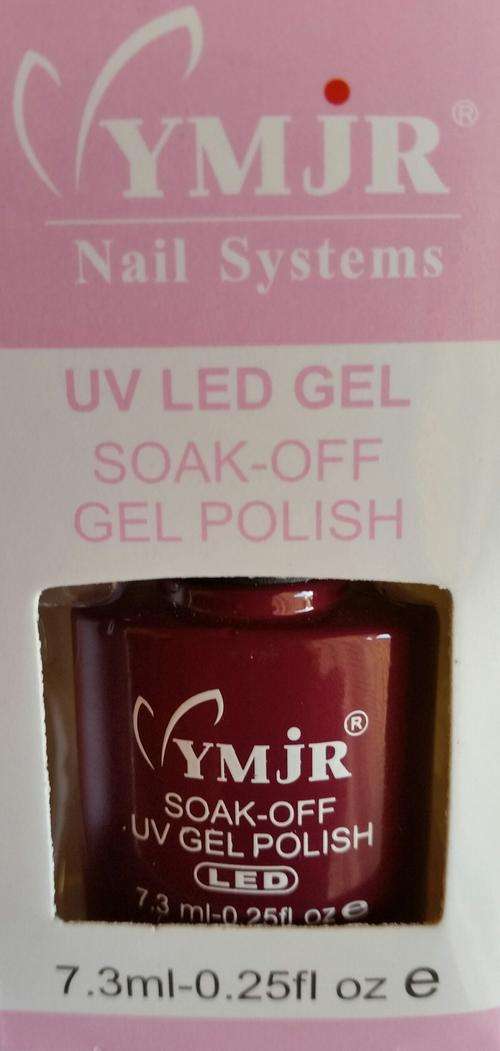 YMJR®
Nail Systems
UV LED GEL
SOAK-OFF
GEL POLISH
YMJR®
SOAK-OFF
UV GEL POLISH
LED
7.3 ml-0.25fl oz e
7.3ml-0.25fl oz e